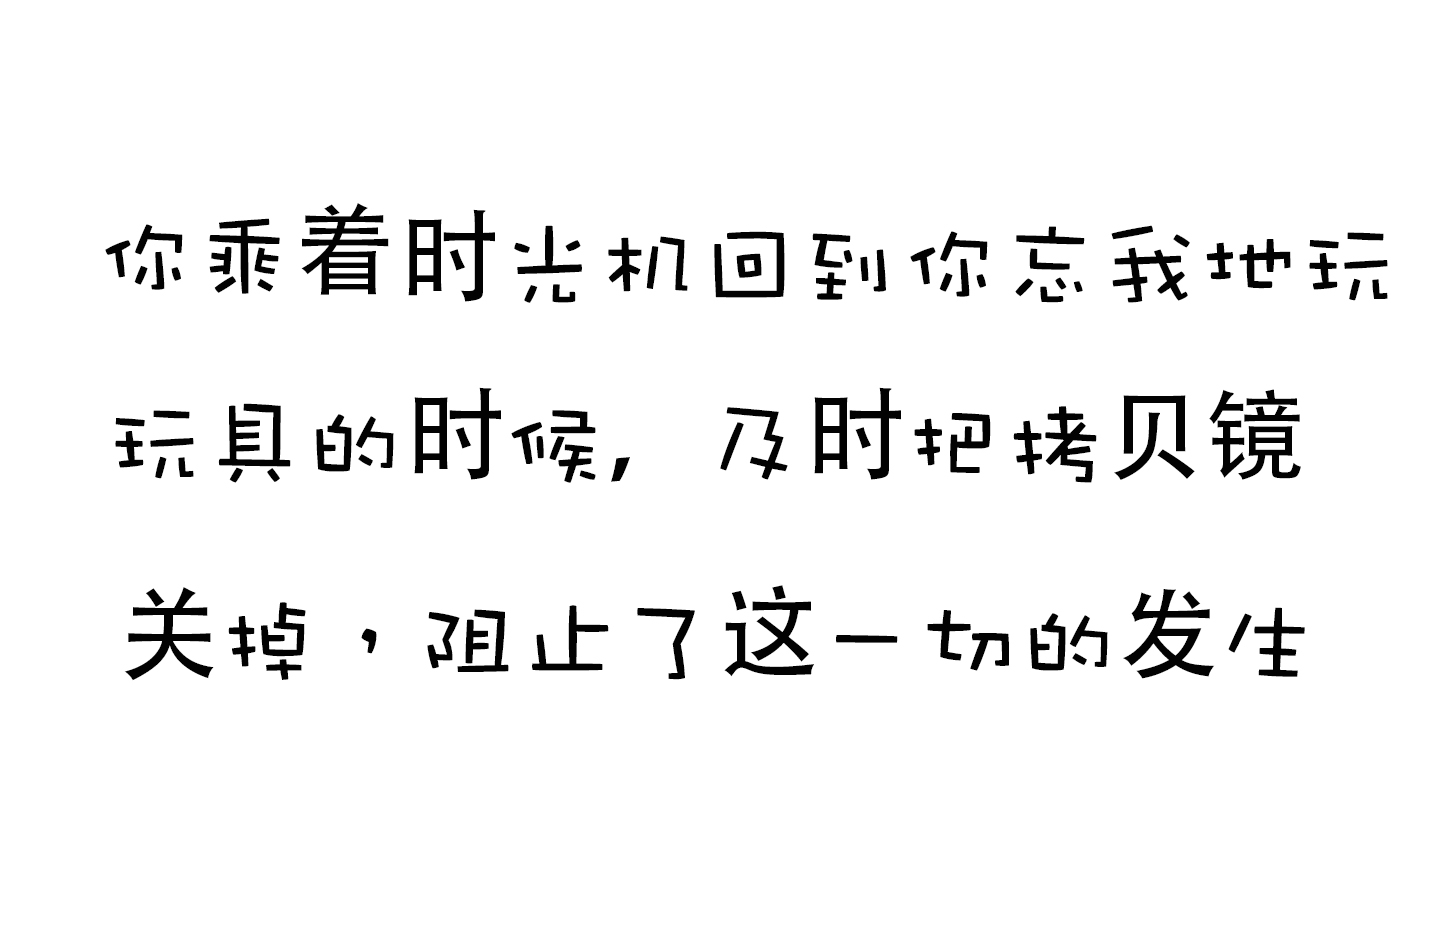 你乘着时光机回到你忘我地玩
玩具的时候，及时把拷贝镜
关掉，阻止了这一切的发生